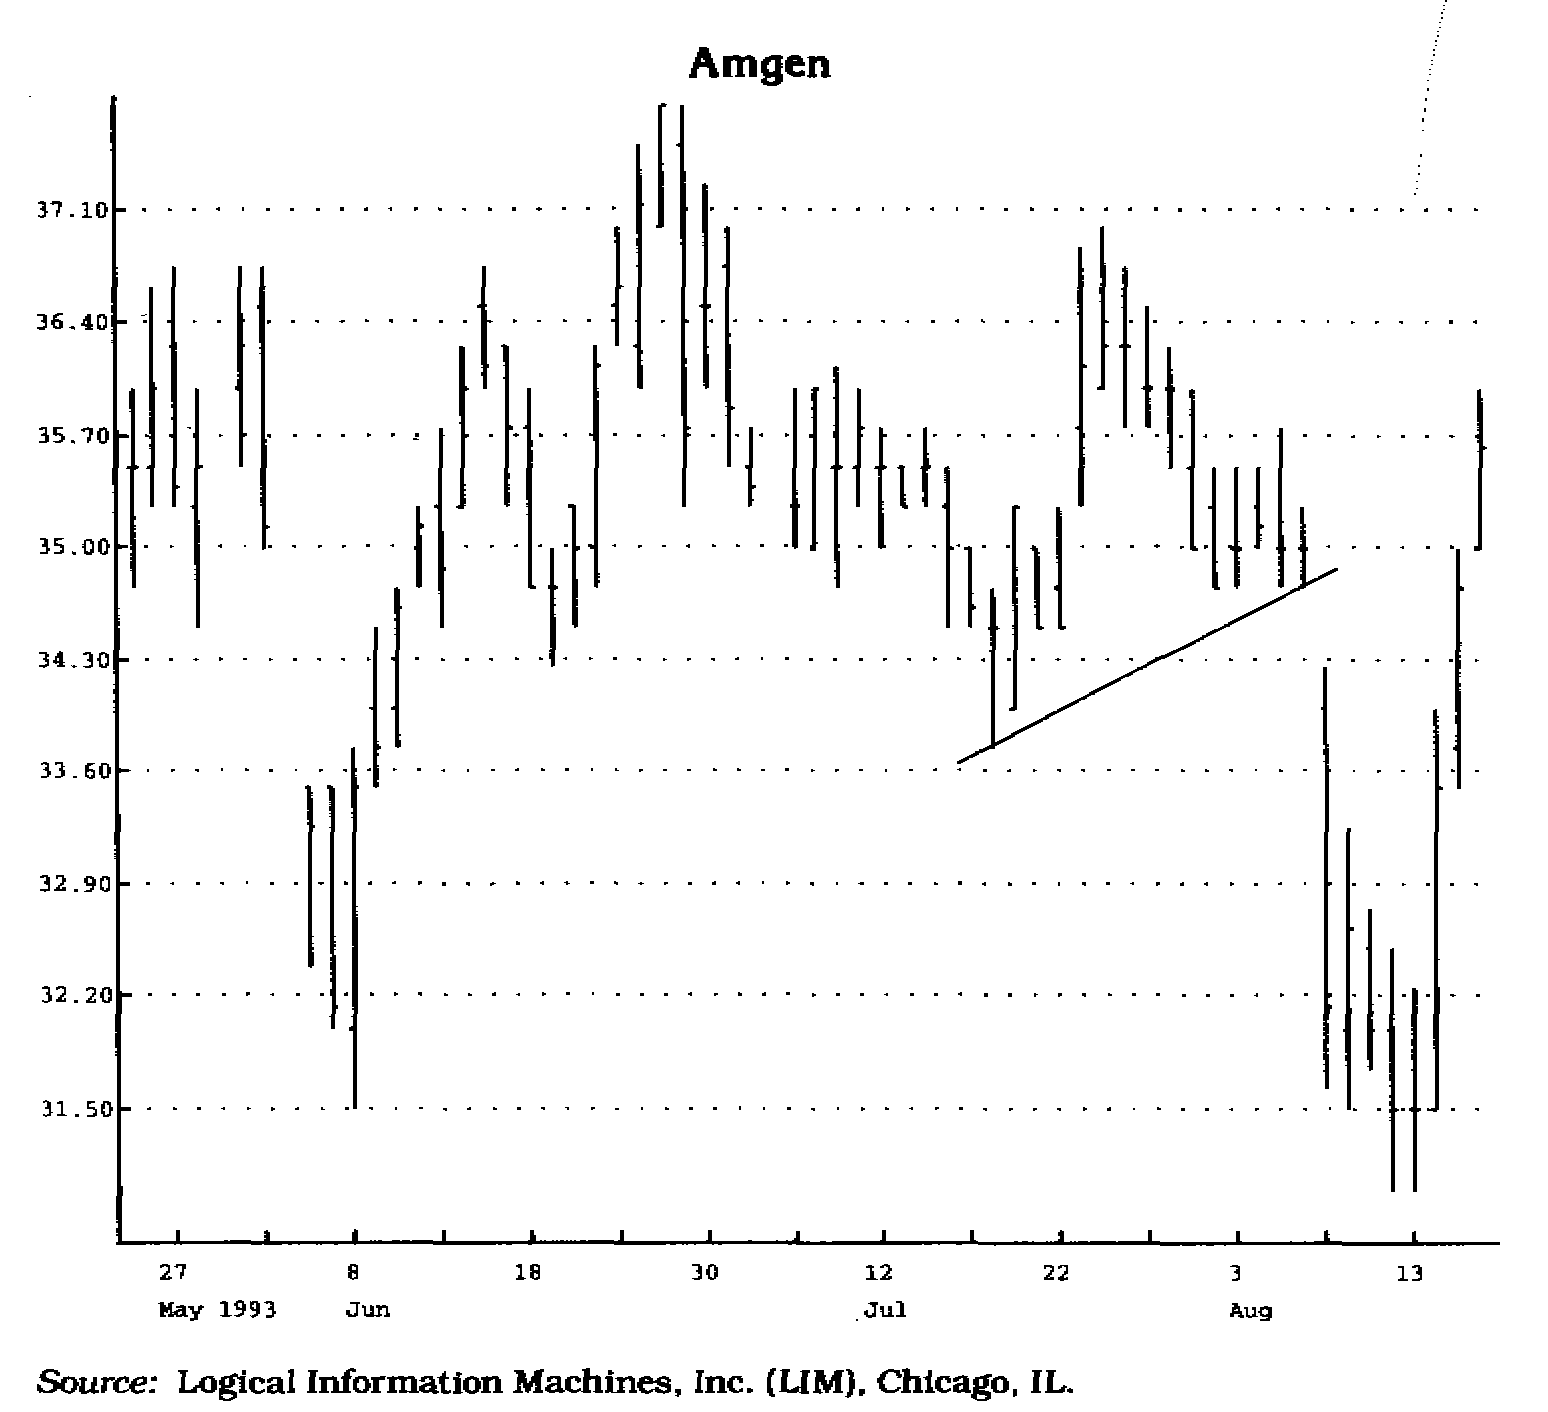 Amgen
37.10
36.40
35.70
35.00
34.30
33.60
32.90
32.20
31.50
27 8 18 30 12 22 3 13
May 1993 Jun Jul Aug
Source: Logical Information Machines, Inc. (LIM), Chicago, IL.